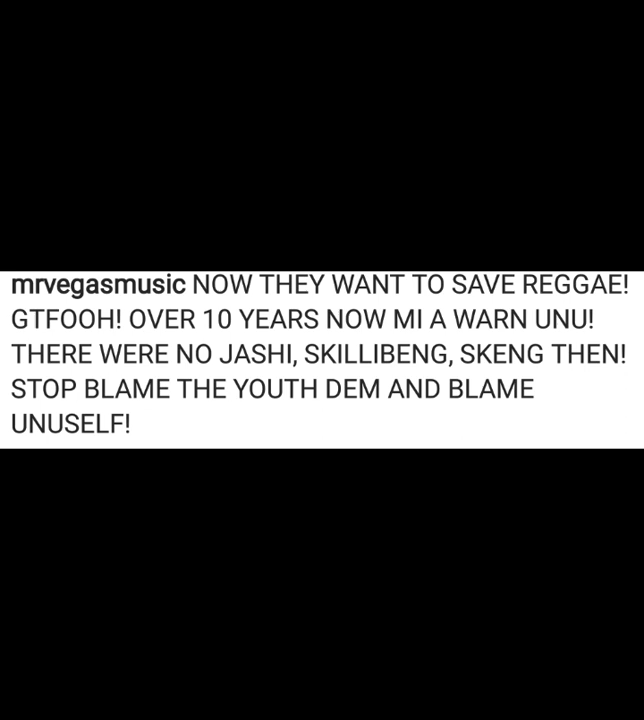 mrvegasmusic NOW THEY WANT TO SAVE REGGAE!
GTFOOH! OVER 10 YEARS NOW MI A WARN UNU!
THERE WERE NO JASHI, SKILLIBENG, SKENG THEN!
STOP BLAME THE YOUTH DEM AND BLAME
UNUSELF!